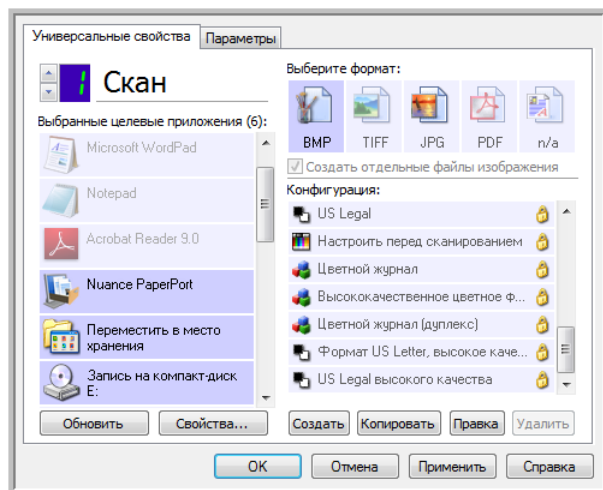 Универсальные свойства
Параметры
1
Скан
Выбранные целевые приложения (6):
Microsoft WordPad
Notepad
Acrobat Reader 9.0
Nuance PaperPort
Переместить в место
хранения
Запись на компакт-диск
E:
Обновить
Свойства...
Выберите формат:
BMP
TIFF
JPG
PDF
n/a
Создать отдельные файлы изображения
Конфигурация:
US Legal
Настроить перед сканированием
Цветной журнал
Высококачественное цветное ф...
Цветной журнал (дуплекс)
Формат US Letter, высокое каче...
US Legal высокого качества
Создать
Копировать
Правка
Удалить
OK
Отмена
Применить
Справка